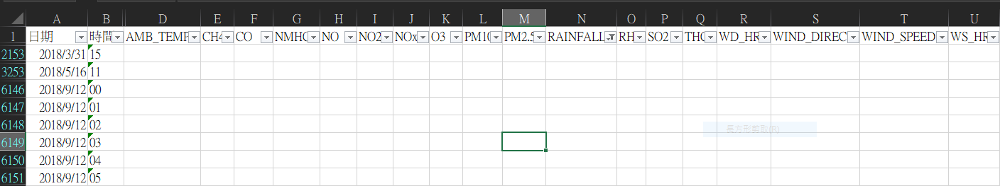 A B D E F G H I J K L M N O P Q R S T U
1 日期 時間 AMB_TEMP CH4 CO NMHC NO NO2 NOx O3 PM10 PM2.5 RAINFALL RH SO2 THC WD_HR WIND_DIREC WIND_SPEED WS_HR
2153 2018/3/31 15
3253 2018/5/16 11
6146 2018/9/12 00
6147 2018/9/12 01
6148 2018/9/12 02
長方形剪取(R)
6149 2018/9/12 03
6150 2018/9/12 04
6151 2018/9/12 05